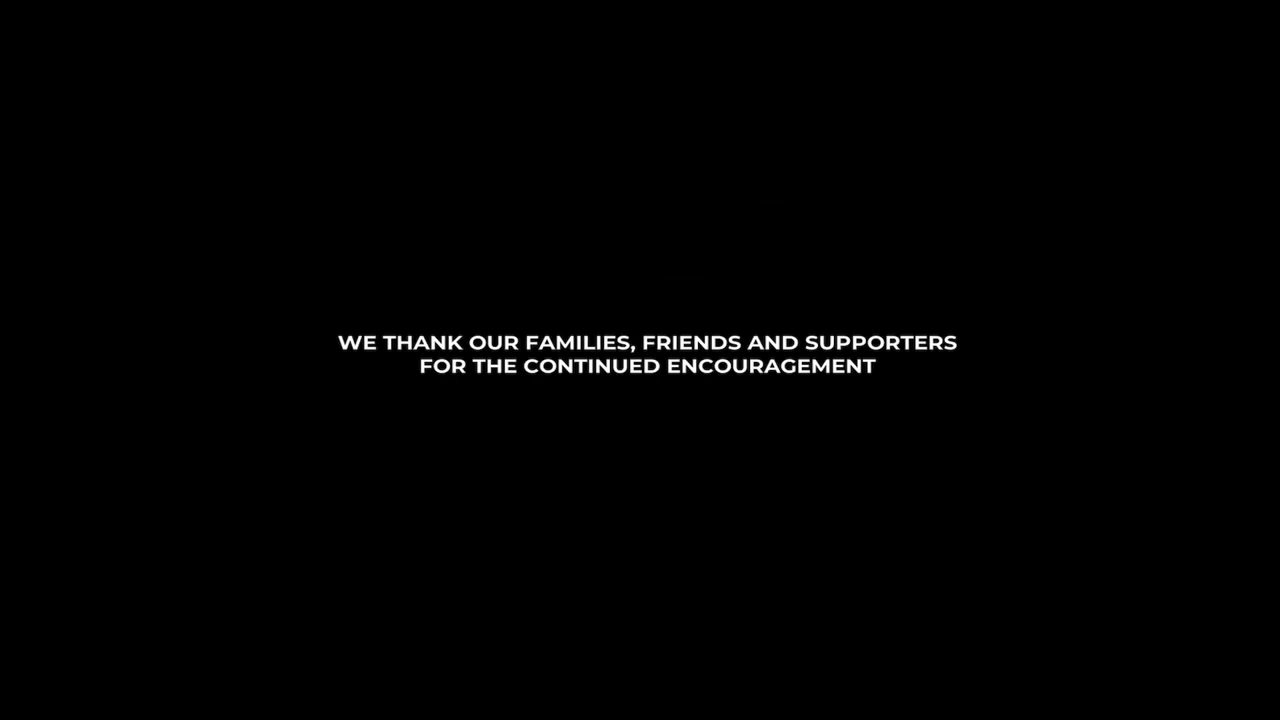 WE THANK OUR FAMILIES, FRIENDS AND SUPPORTERS
FOR THE CONTINUED ENCOURAGEMENT